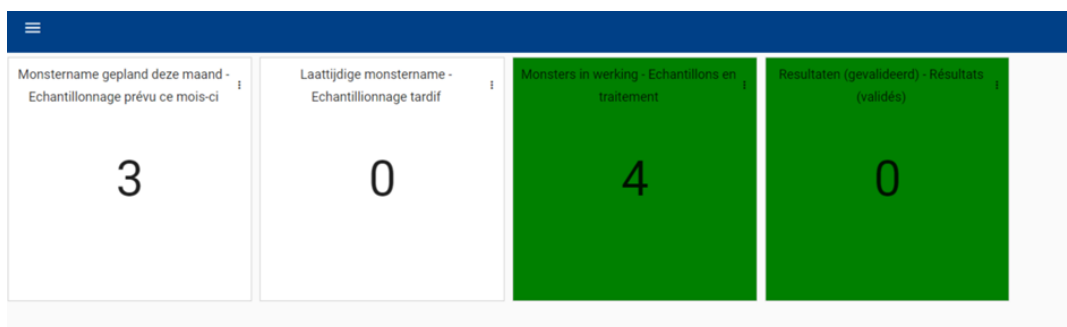 Monstername gepland deze maand -
Echantillonnage prévu ce mois-ci
3
Laattijdige monstername -
Echantillionnage tardif
0
Monsters in werking - Echantillons en
traitement
4
Resultaten (gevalideerd) - Résultats
(validés)
0